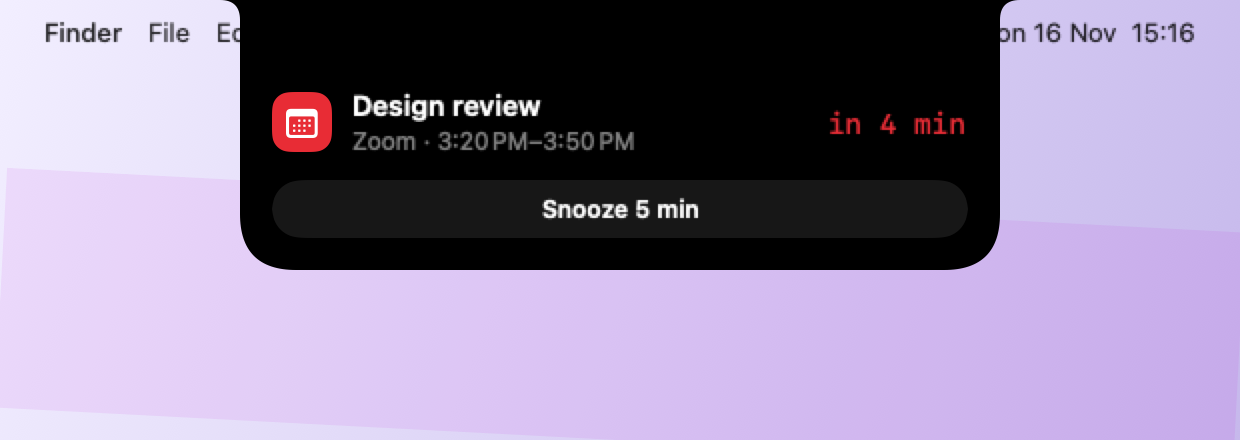 Finder File
on 16 Nov 15:16
Design review
Zoom · 3:20 PM–3:50 PM
in 4 min
Snooze 5 min